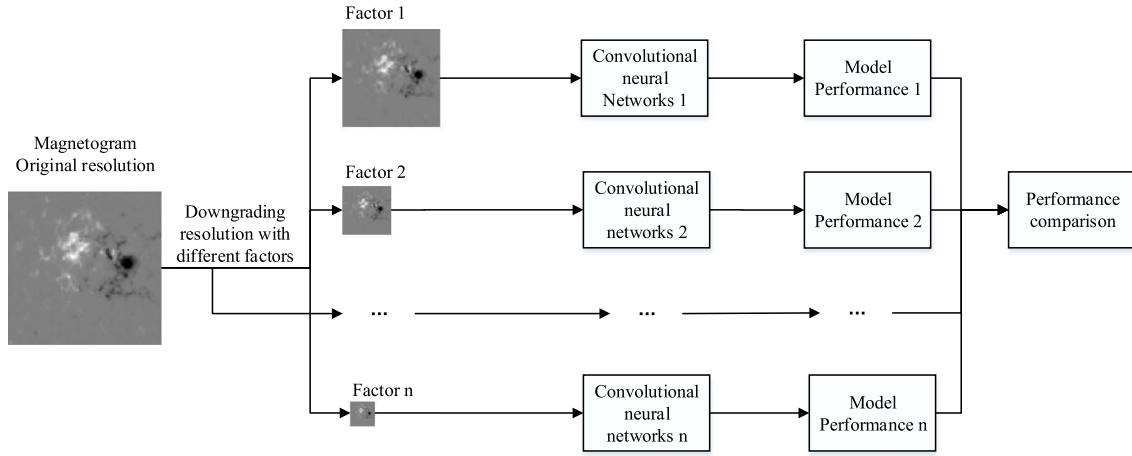 Magnetogram
Original resolution
Downgrading
resolution with
different factors
Factor 1
Convolutional
neural
Networks 1
Model
Performance 1
Factor 2
Convolutional
neural
networks 2
Model
Performance 2
...
...
...
Factor n
Convolutional
neural
networks n
Model
Performance n
Performance
comparison